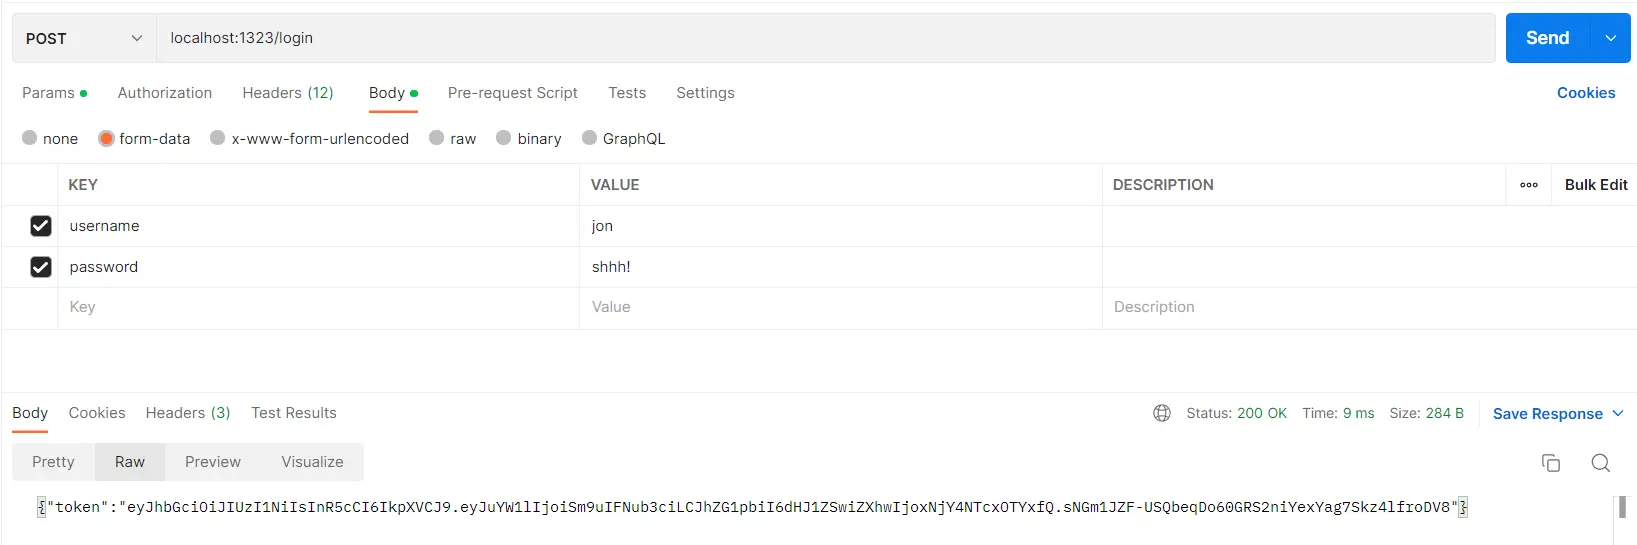 POST localhost:1323/login Send
Params Authorization Headers (12) Body Pre-request Script Tests Settings Cookies
none form-data x-www-form-urlencoded raw binary GraphQL
KEY VALUE DESCRIPTION ooo Bulk Edit
username jon
password shhh!
Key Value Description
Body Cookies Headers (3) Test Results Status: 200 OK Time: 9 ms Size: 284 B Save Response
Pretty Raw Preview Visualize
{"token":"eyJhbGciOiJIUzI1NiIsInR5cCI6IkpXVCJ9.eyJuYW1lIjoiSm9uIFNub3ciLCJhZG1pbiI6dHJ1ZSwiZXhwIjoxNjY4NTcxOTYxfQ.sNGm1JZF-USQbeqDo60GRS2niYexYag7Skz4lfroDV8"}